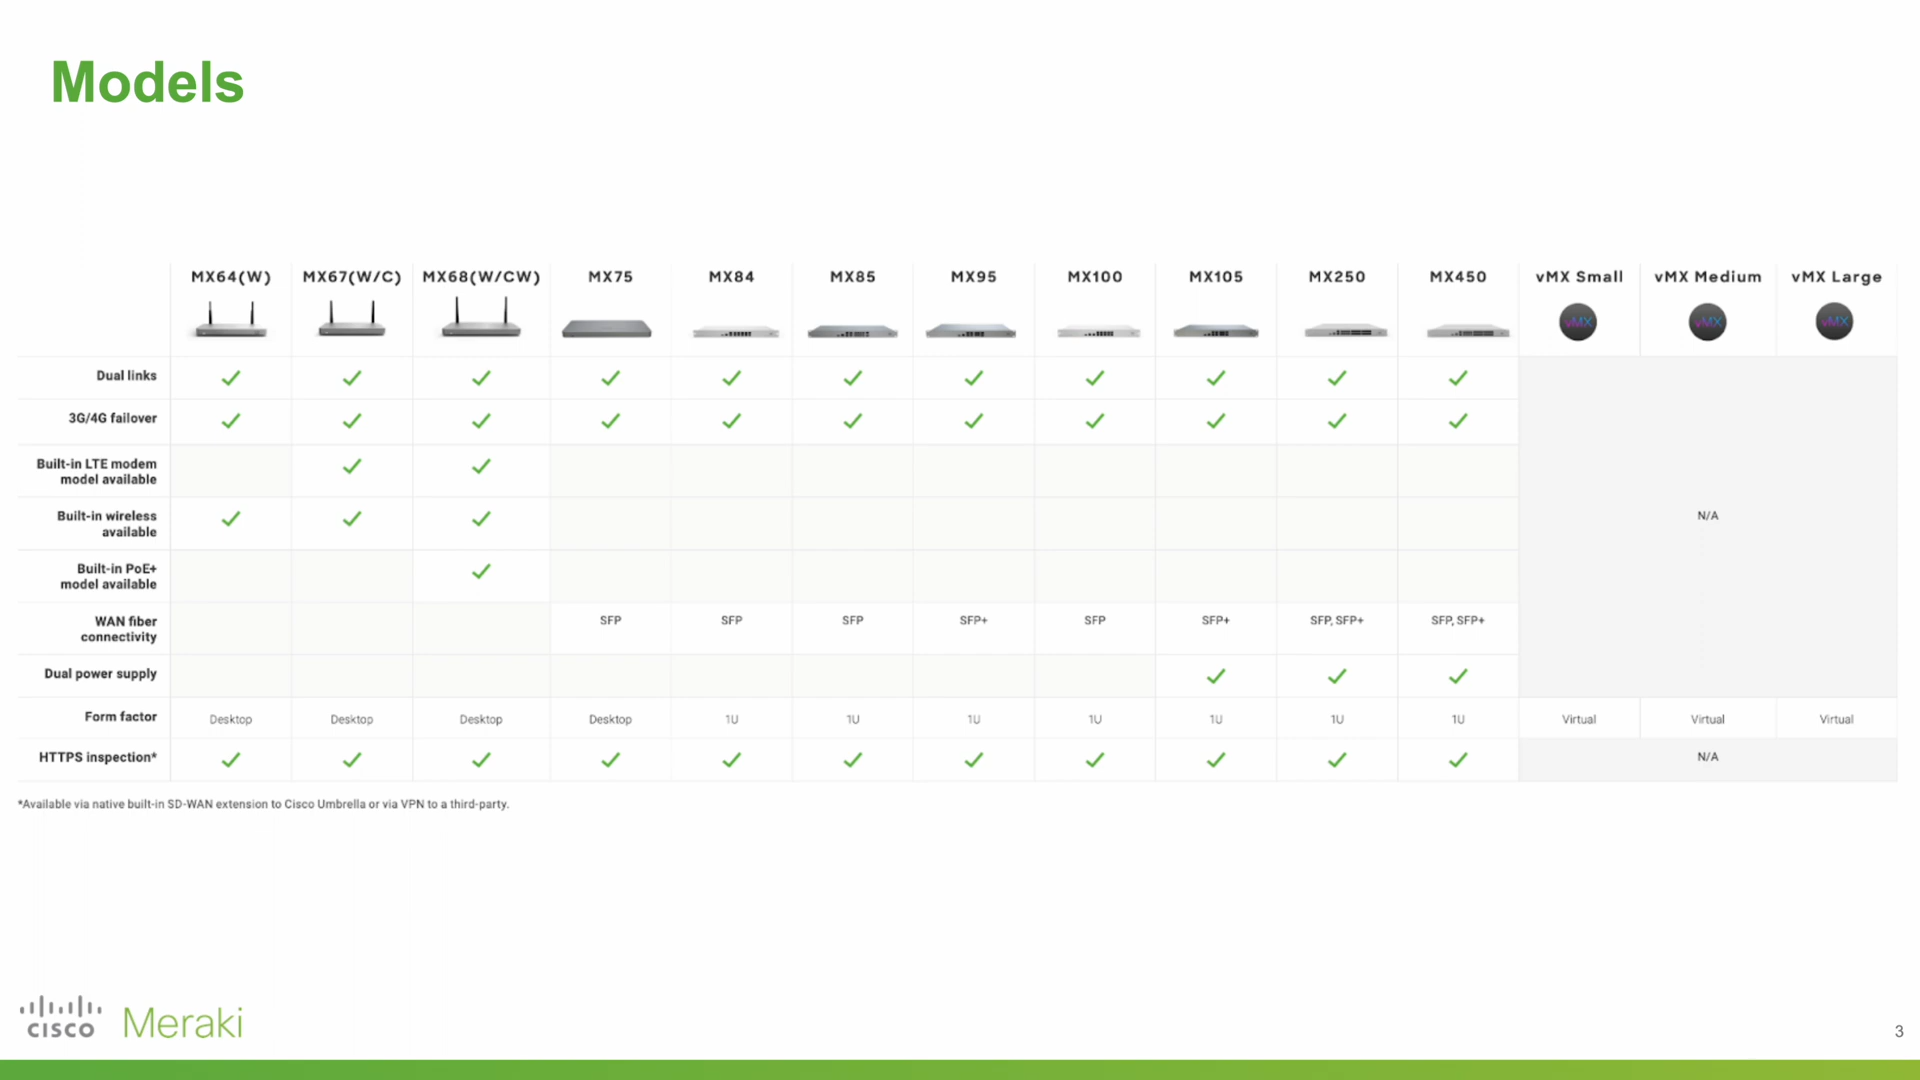 Models
MX64(W) MX67(W/C) MX68(W/CW) MX75 MX84 MX85 MX95 MX100 MX105 MX250 MX450 vMX Small vMX Medium vMX Large
vMX vMX vMX
Dual links
3G/4G failover
Built-in LTE modem
model available
Built-in wireless
available
N/A
Built-in PoE+
model available
WAN fiber
connectivity
SFP SFP SFP SFP+ SFP SFP+ SFP, SFP+ SFP, SFP+
Dual power supply
Form factor Desktop Desktop Desktop Desktop 1U 1U 1U 1U 1U 1U 1U Virtual Virtual Virtual
HTTPS inspection* N/A
*Available via native built-in SD-WAN extension to Cisco Umbrella or via VPN to a third-party.
CISCO Meraki
3